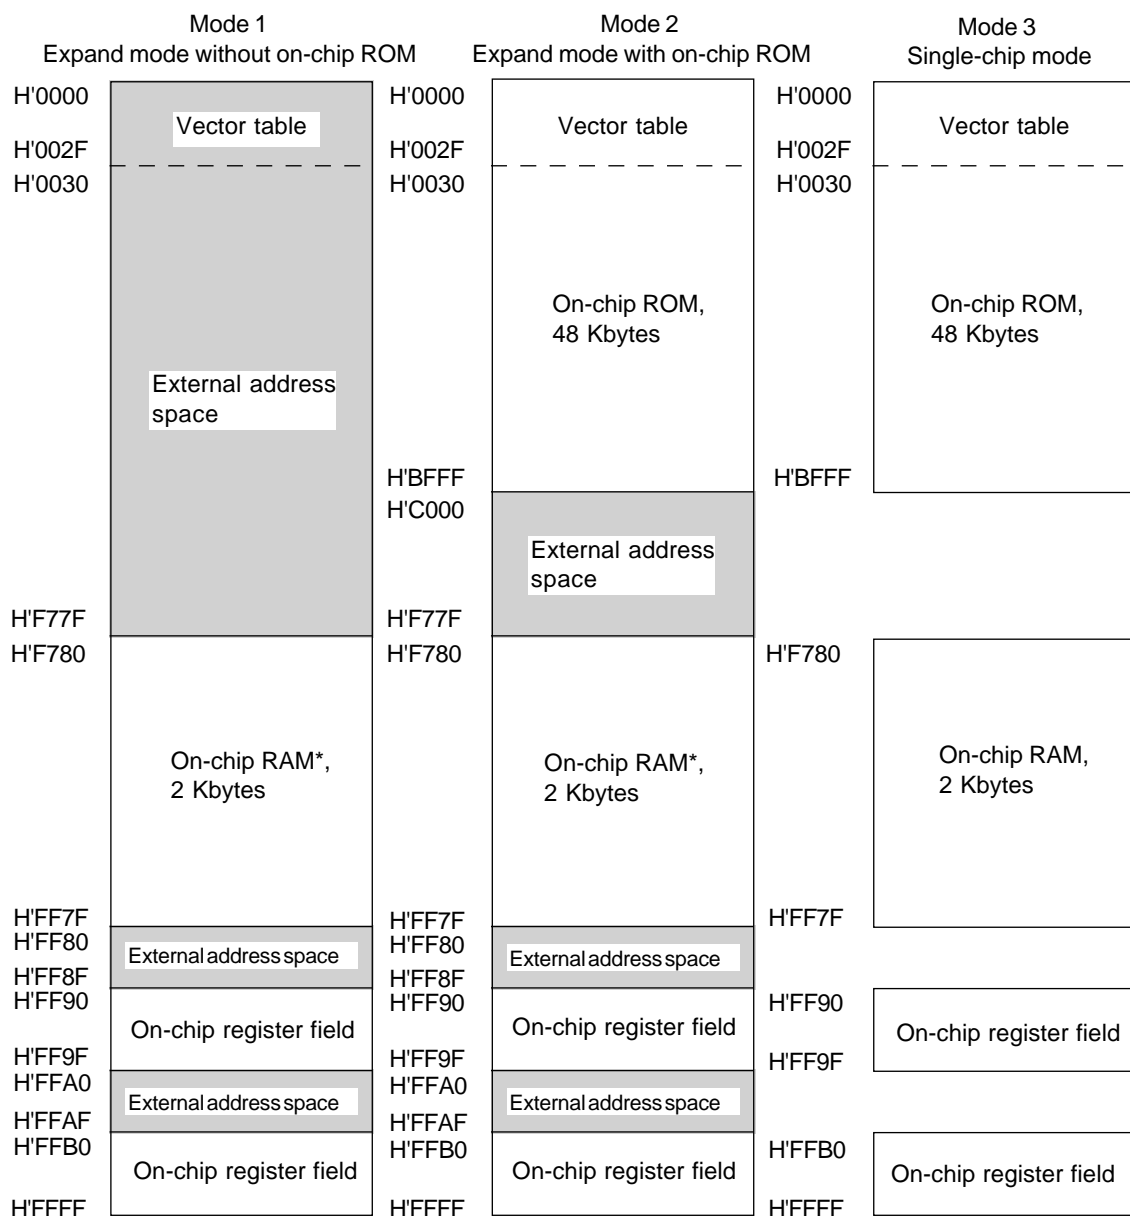 Mode 1
Expand mode without on-chip ROM
H'0000
Vector table
H'002F
H'0030
External address
space
H'F77F
H'F780
On-chip RAM*,
2 Kbytes
H'FF7F
H'FF80
External address space
H'FF8F
H'FF90
On-chip register field
H'FF9F
H'FFA0
External address space
H'FFAF
H'FFB0
On-chip register field
H'FFFF
Mode 2
Expand mode with on-chip ROM
H'0000
Vector table
H'002F
H'0030
On-chip ROM,
48 Kbytes
H'BFFF
H'C000
External address
space
H'F77F
H'F780
On-chip RAM*,
2 Kbytes
H'FF7F
H'FF80
External address space
H'FF8F
H'FF90
On-chip register field
H'FF9F
H'FFA0
External address space
H'FFAF
H'FFB0
On-chip register field
H'FFFF
Mode 3
Single-chip mode
H'0000
Vector table
H'002F
H'0030
On-chip ROM,
48 Kbytes
H'BFFF
H'F780
On-chip RAM,
2 Kbytes
H'FF7F
H'FF90
On-chip register field
H'FF9F
H'FFB0
On-chip register field
H'FFFF